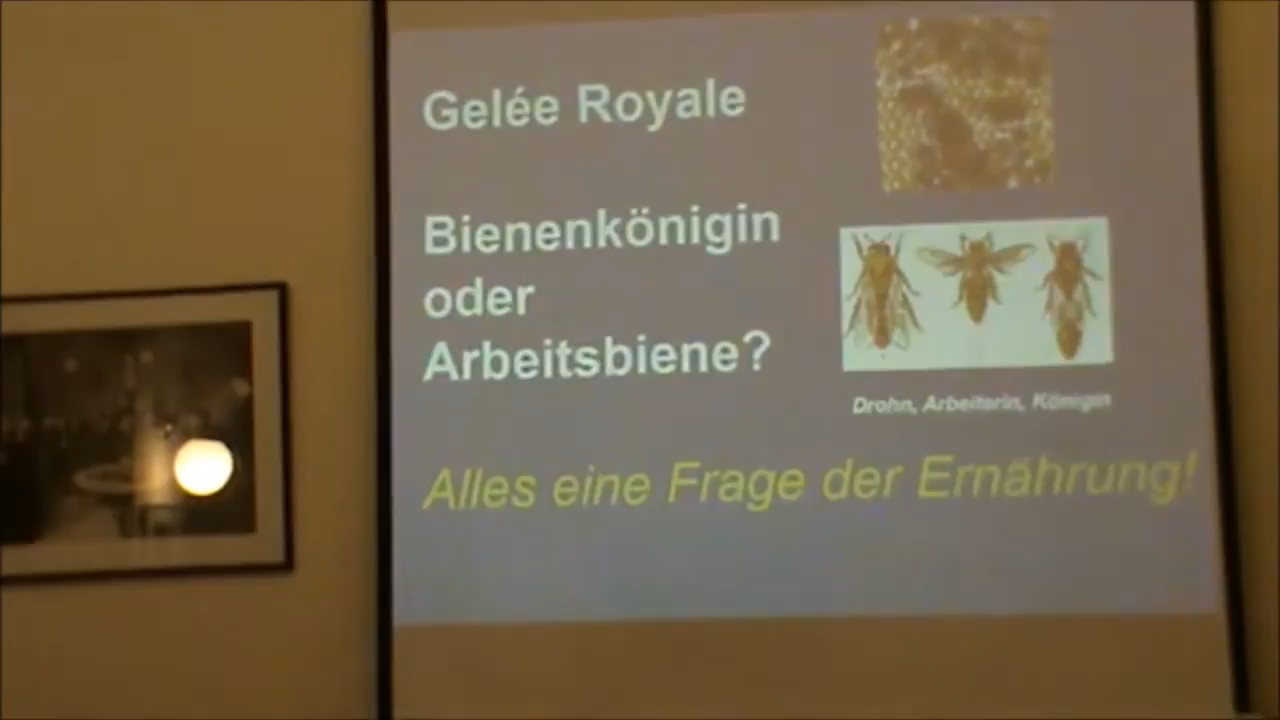 Gelée Royale
Bienenkönigin
oder
Arbeitsbiene?
Drohn, Arbeiterin, Königin
Alles eine Frage der Ernährung!